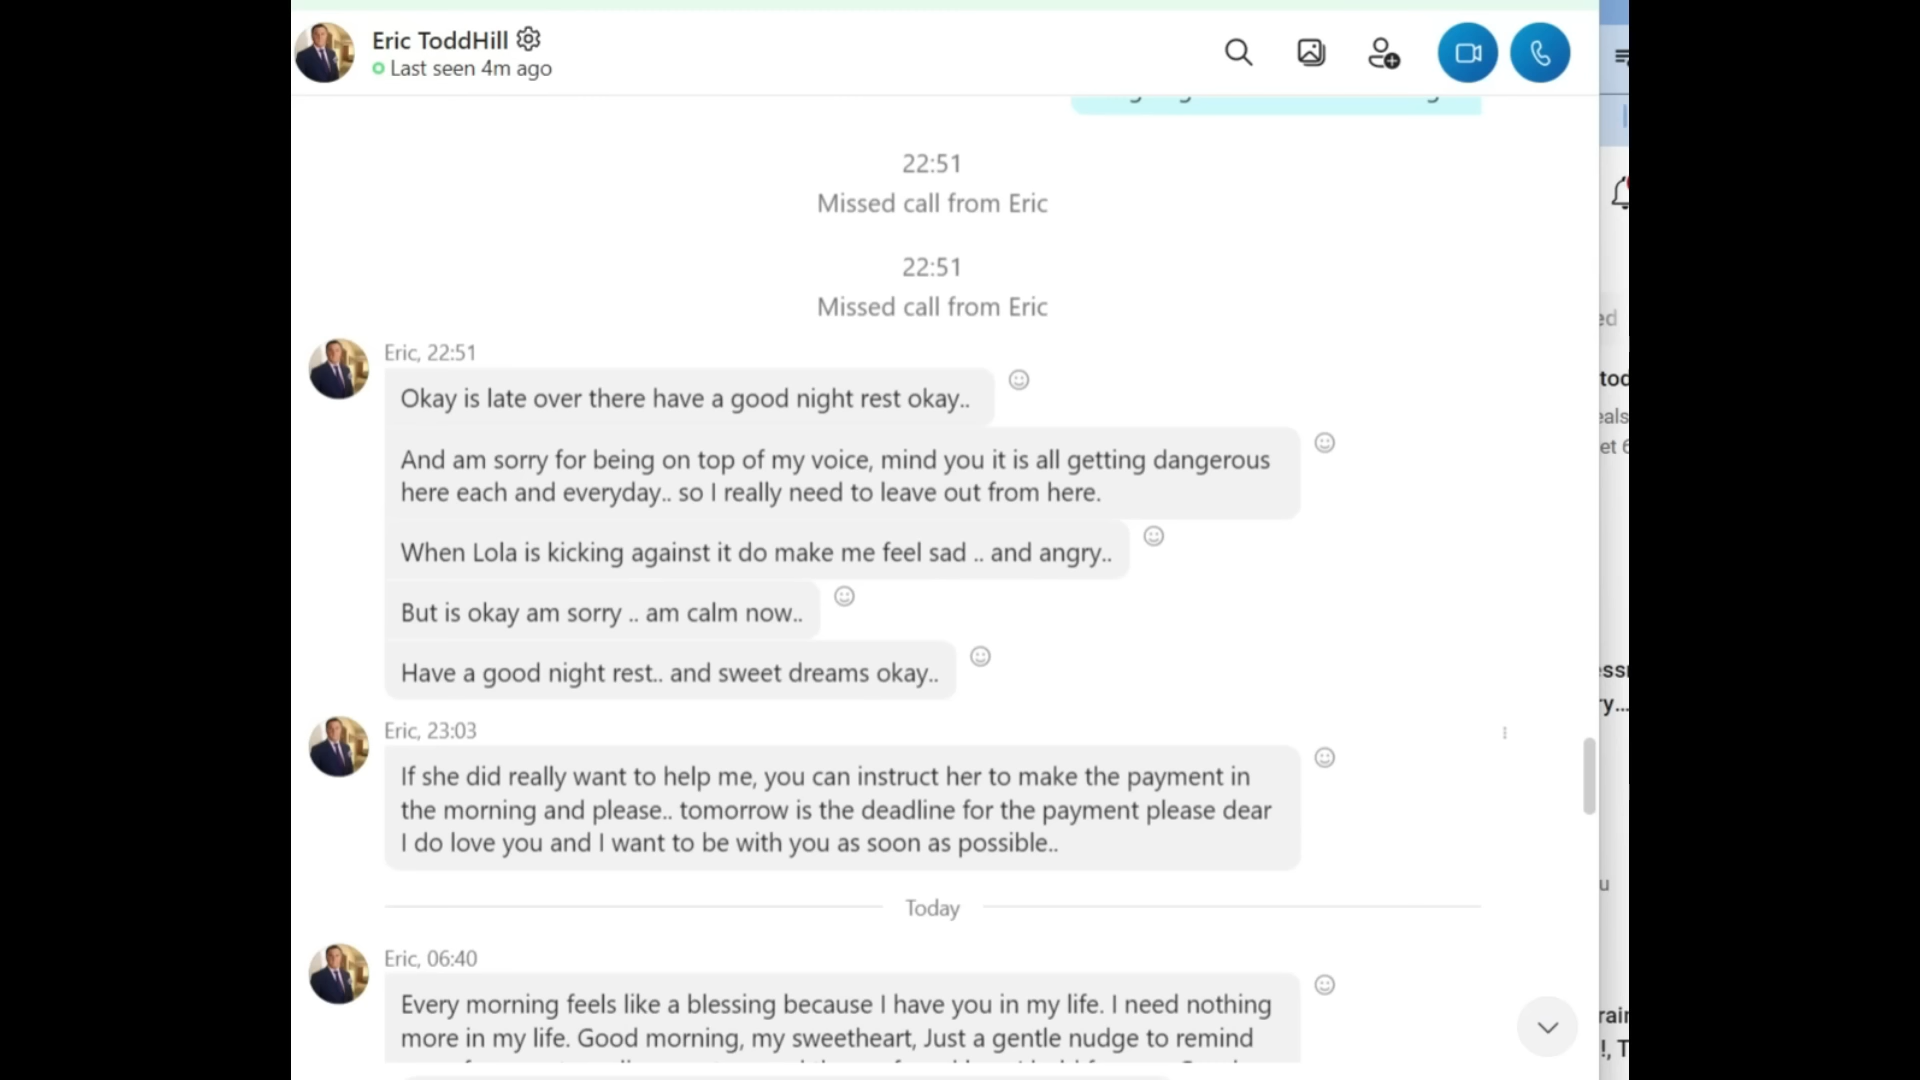 Eric ToddHill
Last seen 4m ago
22:51
Missed call from Eric
22:51
Missed call from Eric
Eric, 22:51
Okay is late over there have a good night rest okay..
And am sorry for being on top of my voice, mind you it is all getting dangerous
here each and everyday.. so I really need to leave out from here.
When Lola is kicking against it do make me feel sad .. and angry..
But is okay am sorry .. am calm now..
Have a good night rest.. and sweet dreams okay..
Eric, 23:03
If she did really want to help me, you can instruct her to make the payment in
the morning and please.. tomorrow is the deadline for the payment please dear
I do love you and I want to be with you as soon as possible..
Today
Eric, 06:40
Every morning feels like a blessing because I have you in my life. I need nothing
more in my life. Good morning, my sweetheart, Just a gentle nudge to remind